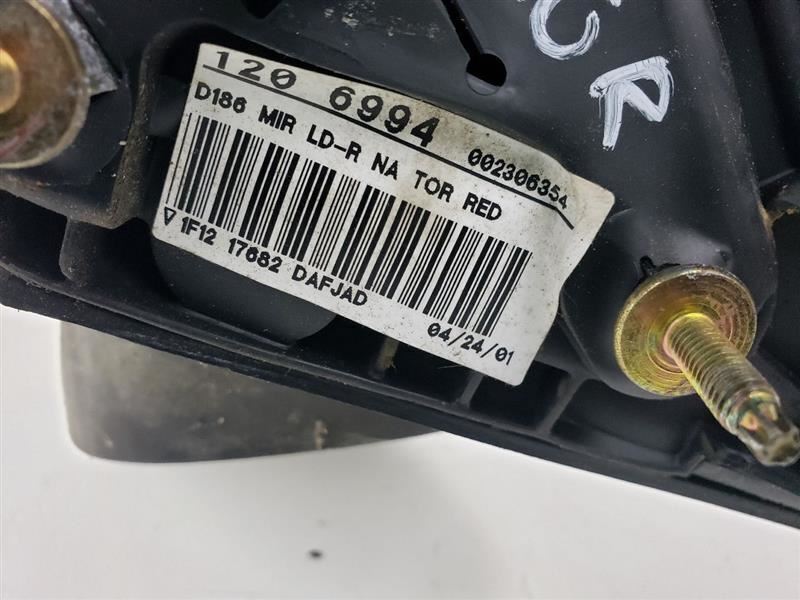 CR
120 6994 002306354
D186 MIR LD-R NA TOR RED
1F12 17682 DAFJAD
04/24/01